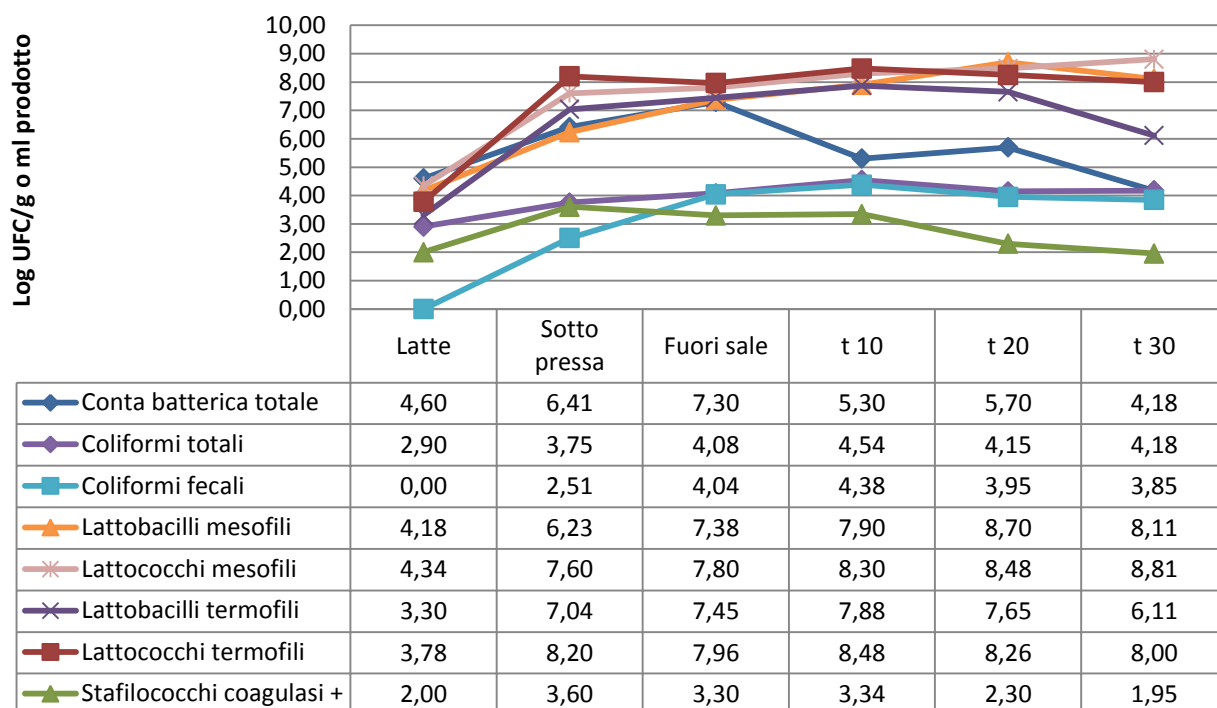 Log UFC/g o ml prodotto
10,00
9,00
8,00
7,00
6,00
5,00
4,00
3,00
2,00
1,00
0,00
Latte Sotto pressa Fuori sale t 10 t 20 t 30
Conta batterica totale 4,60 6,41 7,30 5,30 5,70 4,18
Coliformi totali 2,90 3,75 4,08 4,54 4,15 4,18
Coliformi fecali 0,00 2,51 4,04 4,38 3,95 3,85
Lattobacilli mesofili 4,18 6,23 7,38 7,90 8,70 8,11
Lattococchi mesofili 4,34 7,60 7,80 8,30 8,48 8,81
Lattobacilli termofili 3,30 7,04 7,45 7,88 7,65 6,11
Lattococchi termofili 3,78 8,20 7,96 8,48 8,26 8,00
Stafilococchi coagulasi + 2,00 3,60 3,30 3,34 2,30 1,95